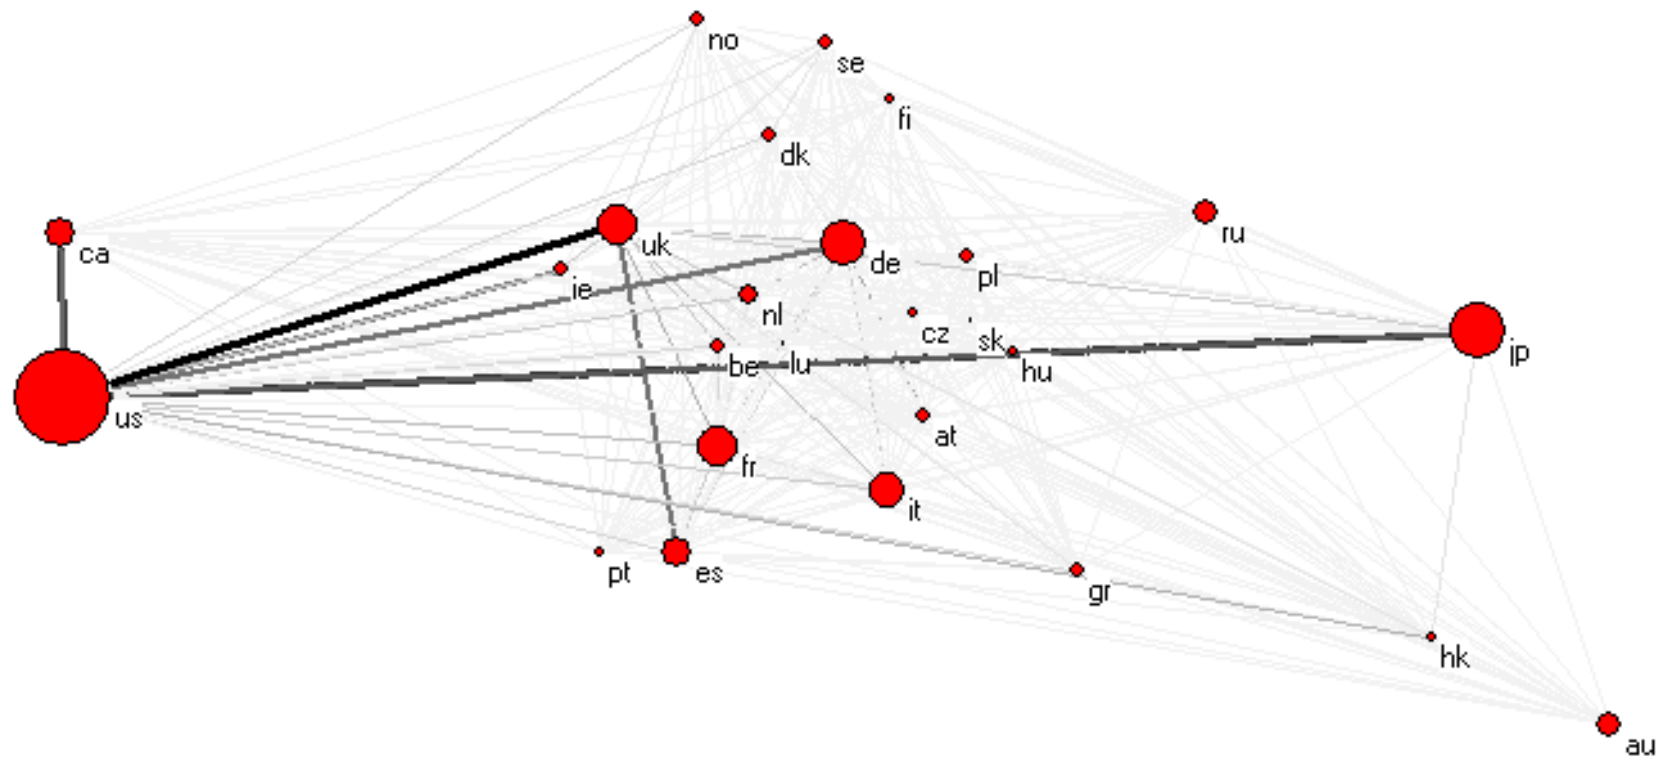 no
se
fi
dk
ru
uk
ca
de
pl
ie
nl
cz
sk
jp
be
lu
hu
us
at
fr
it
pt
es
gr
hk
au